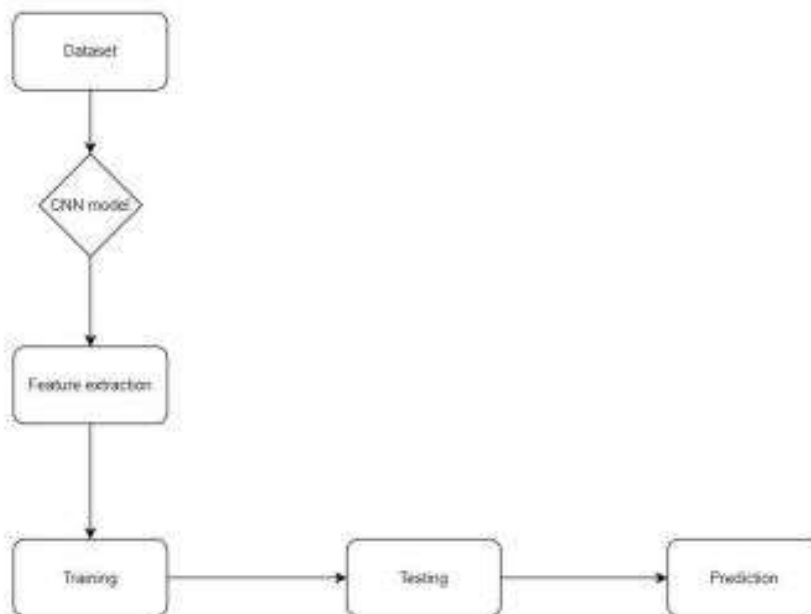 Dataset
CNN model
Feature extraction
Training
Testing
Prediction